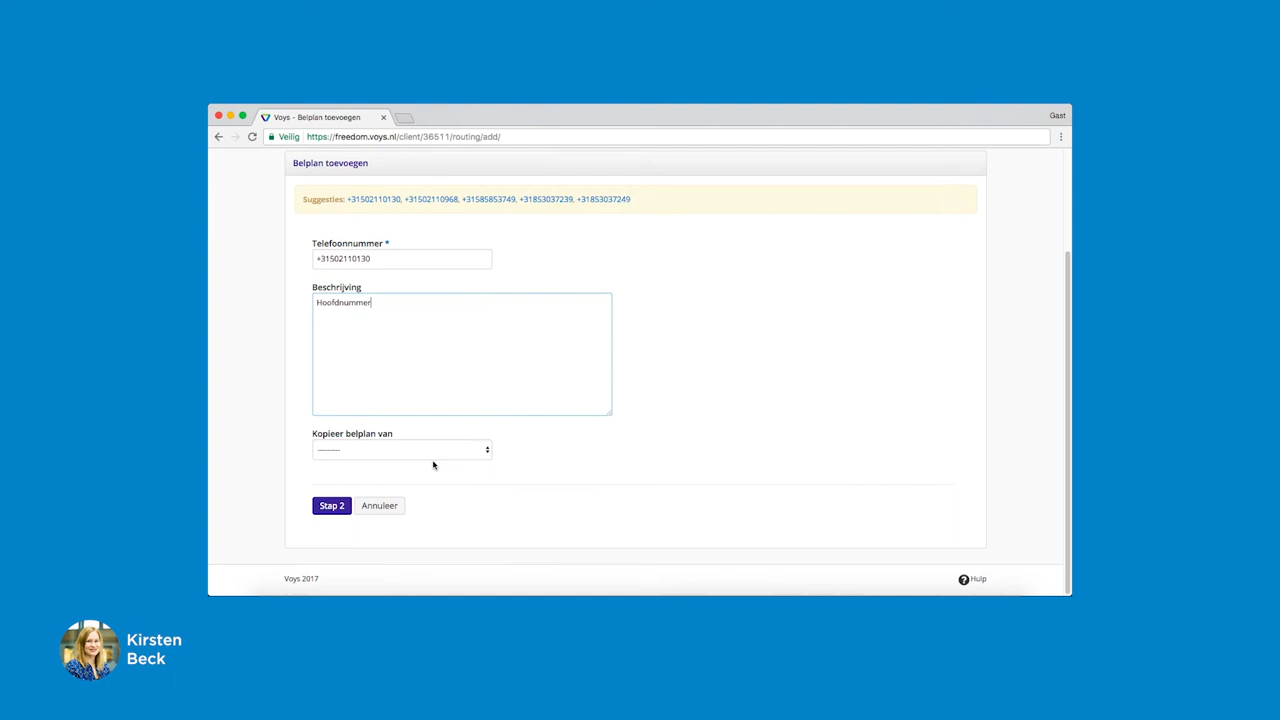 Voys - Belplan toevoegen
Gast
Veilig https://freedom.voys.nl/client/36511/routing/add/
Belplan toevoegen
Suggesties: +31502110130, +31502110968, +31585853749, +31853037239, +31853037249
Telefoonnummer *
+31502110130
Beschrijving
Hoofdnummer
Kopieer belplan van
---------
Stap 2 Annuleer
Voys 2017
Hulp
Kirsten
Beck